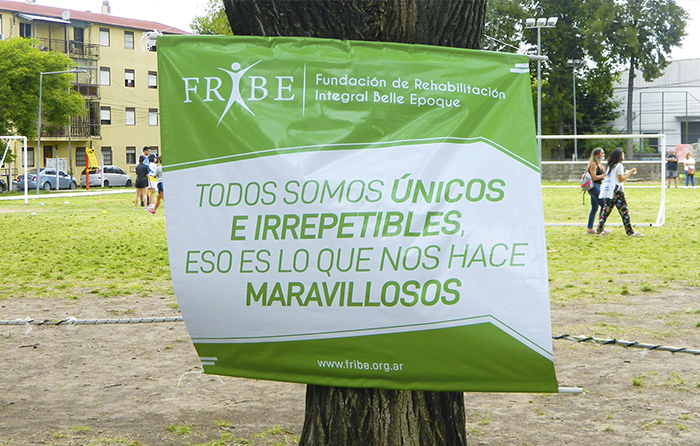 FRIBE
Fundación de Rehabilitación
Integral Belle Epoque
TODOS SOMOS ÚNICOS
E IRREPETIBLES,
ESO ES LO QUE NOS HACE
MARAVILLOSOS
www.fribe.org.ar